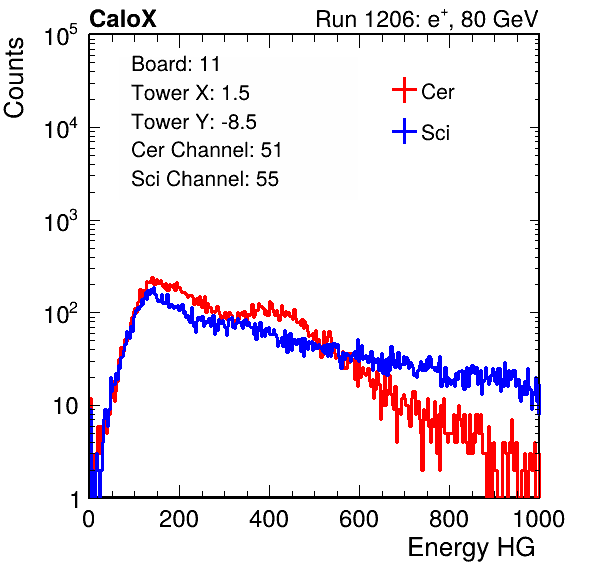 CaloX Run 1206: e⁺, 80 GeV
Counts
Board: 11
Tower X: 1.5
Tower Y: -8.5
Cer Channel: 51
Sci Channel: 55
Cer
Sci
10⁵
10⁴
10³
10²
10
1
0 200 400 600 800 1000
Energy HG